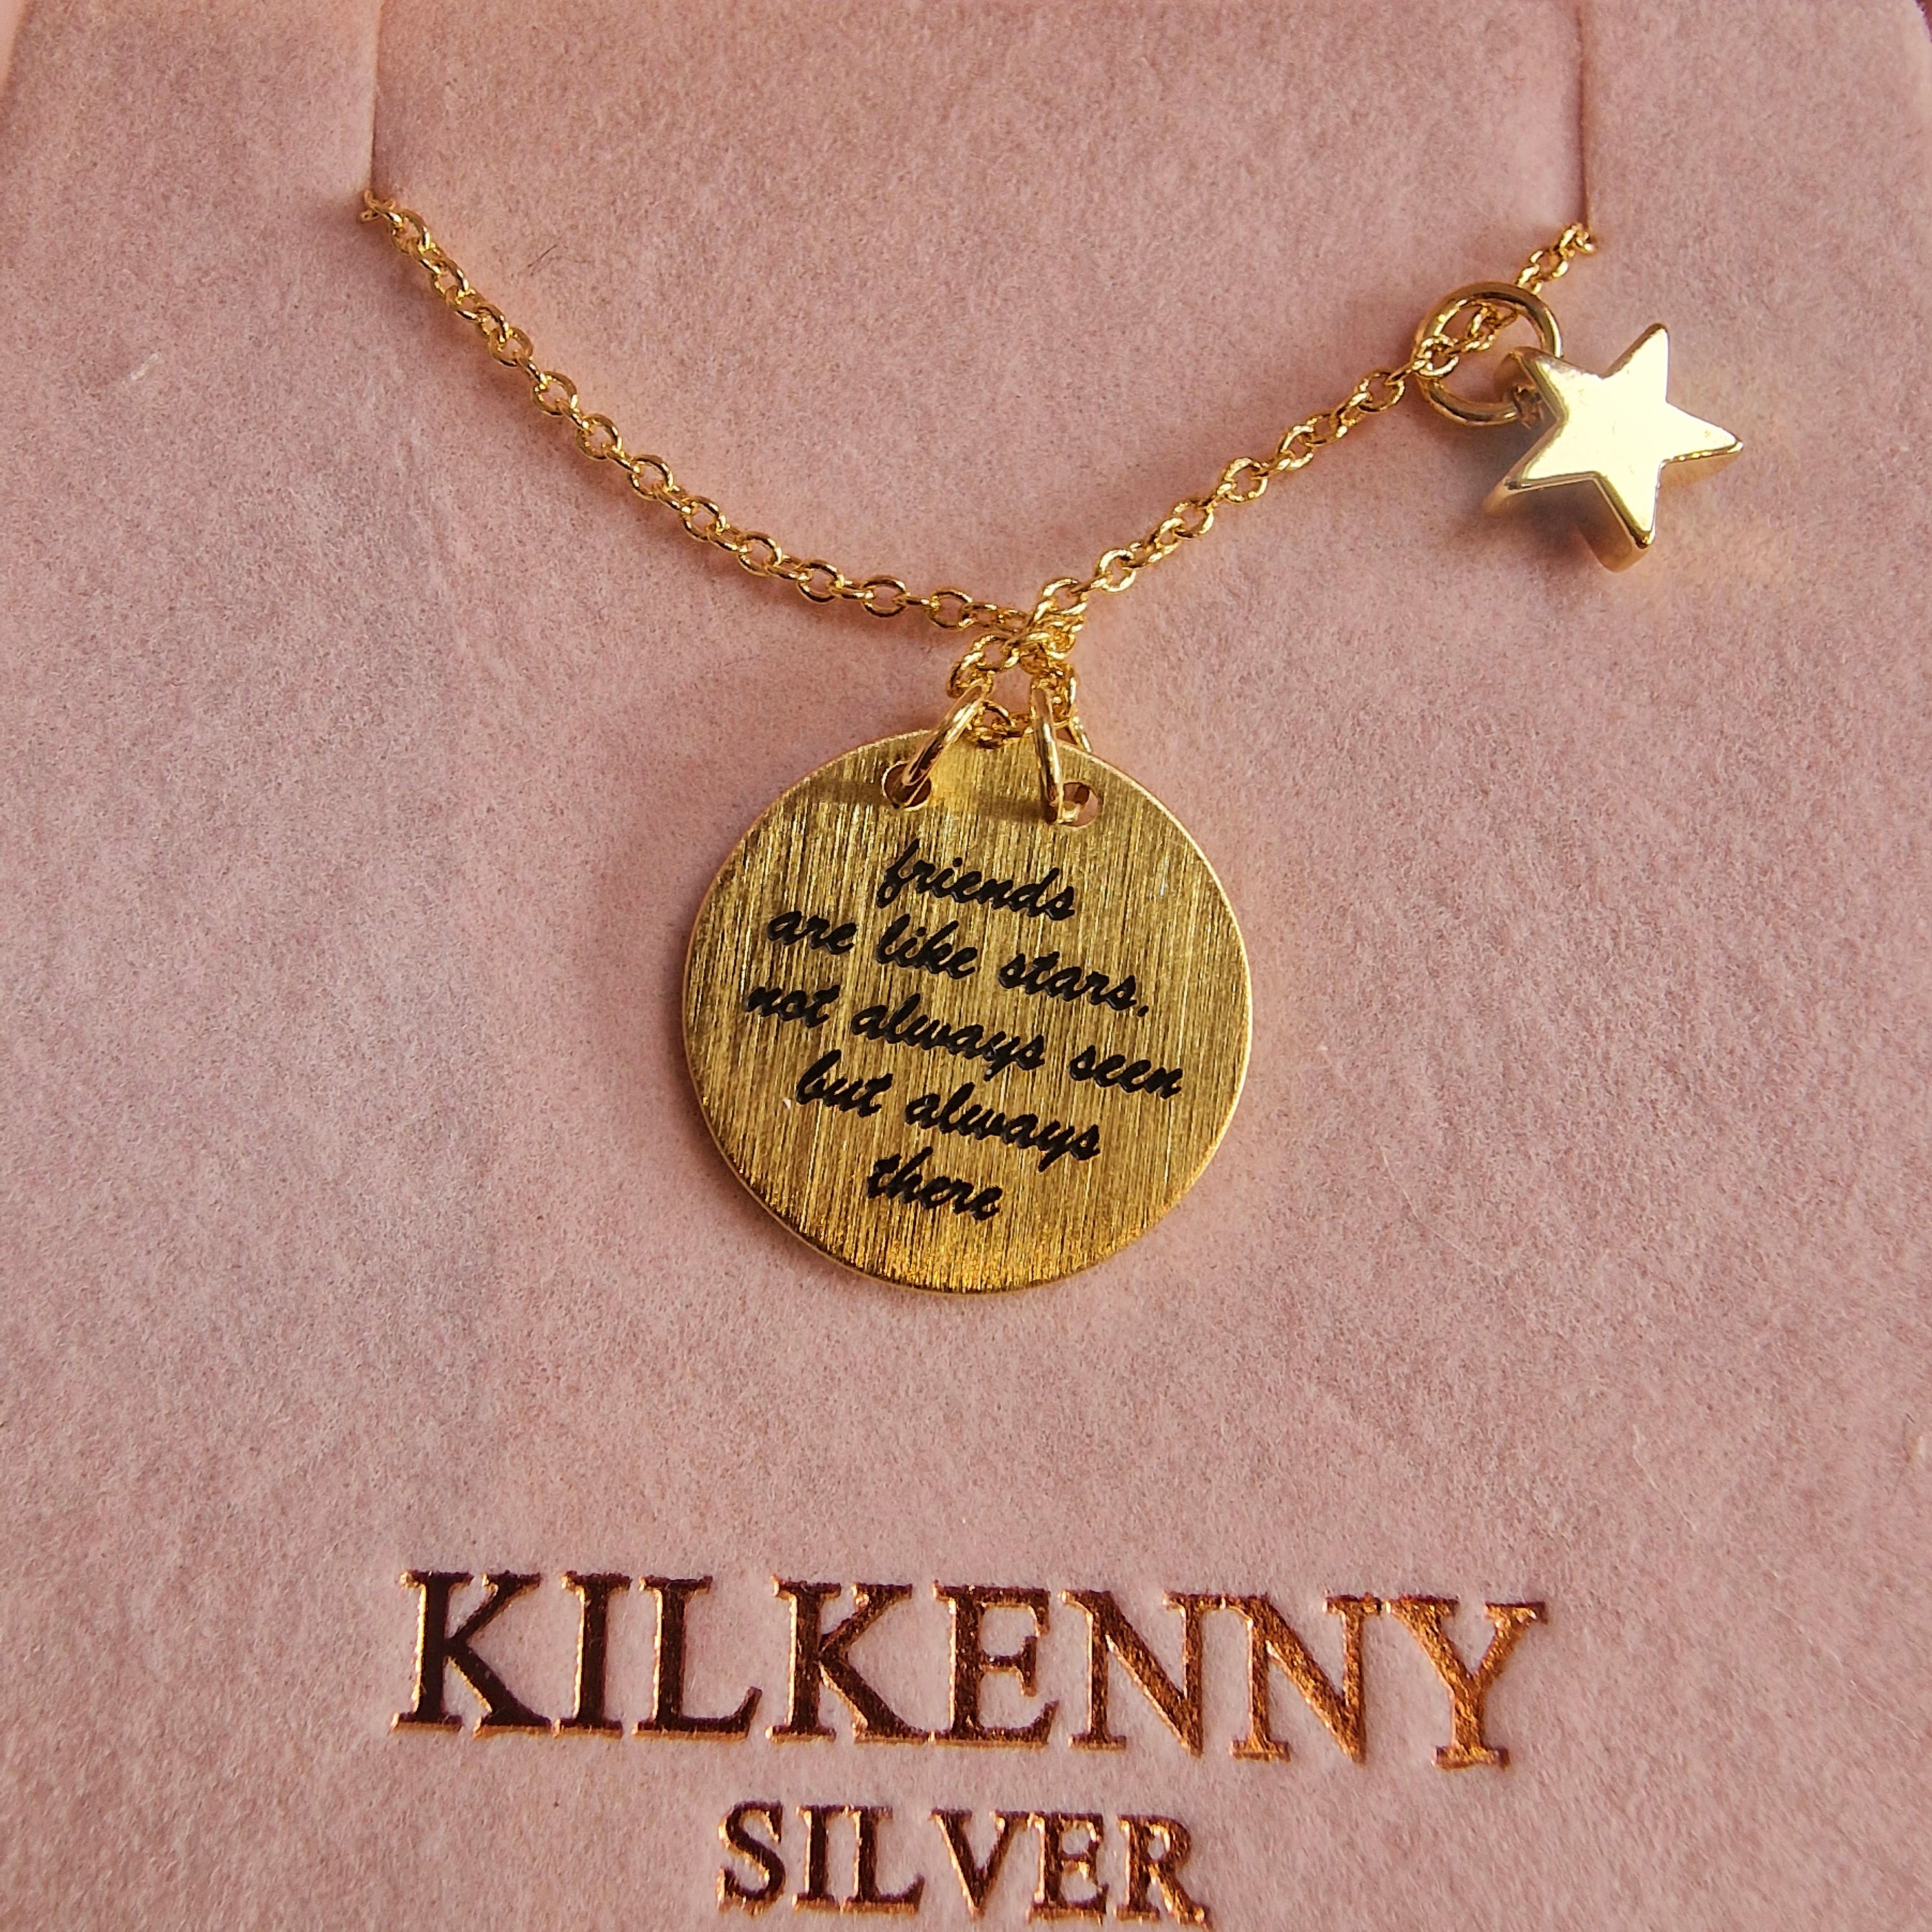 friends
are like stars,
not always seen
but always
there
KILKENNY
SILVER